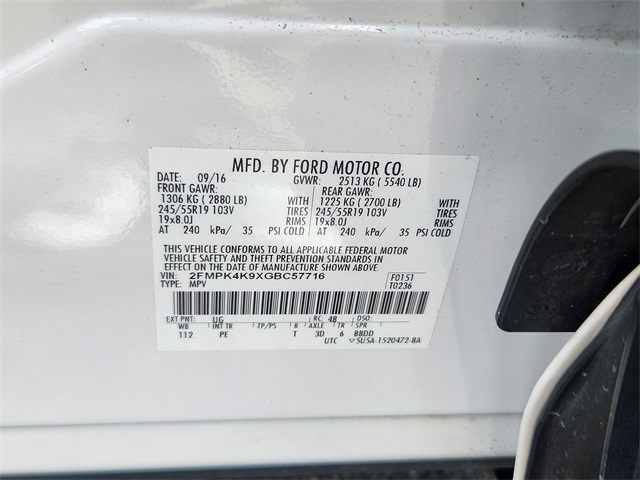 MFD. BY FORD MOTOR CO.
DATE: 09/16 GVWR: 2513 KG ( 5540 LB)
FRONT GAWR: REAR GAWR:
1306 KG ( 2880 LB) WITH 1225 KG ( 2700 LB) WITH
245/55R19 103V TIRES 245/55R19 103V TIRES
19x8.0J RIMS 19x8.0J RIMS
AT 240 kPa/ 35 PSI COLD AT 240 kPa/ 35 PSI COLD
THIS VEHICLE CONFORMS TO ALL APPLICABLE FEDERAL MOTOR
VEHICLE SAFETY AND THEFT PREVENTION STANDARDS IN
EFFECT ON THE DATE OF MANUFACTURE SHOWN ABOVE.
VIN: 2FMPK4K9XGBC57716 F0151
TYPE: MPV T0236
EXT PNT: UG RC: 48 DSO:
WB INT TR TP/PS R AXLE TR SPR
112 PE T 3D 6 BBDD
UTC 5U5A-1520472-BA